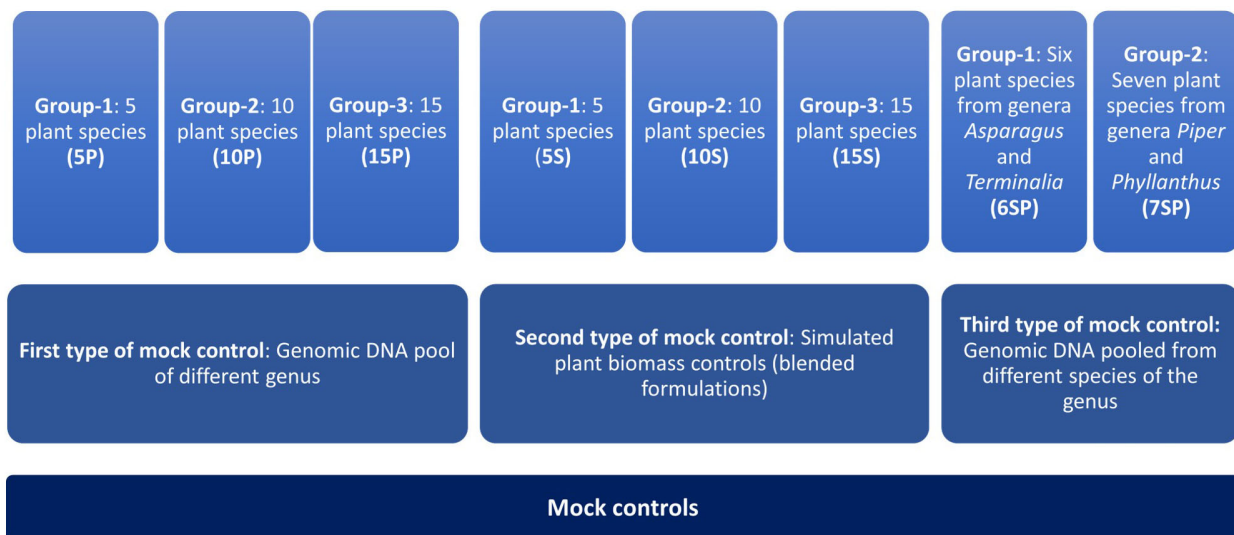 Group-1: 5
plant species
(5P)
Group-2: 10
plant species
(10P)
Group-3: 15
plant species
(15P)
Group-1: 5
plant species
(5S)
Group-2: 10
plant species
(10S)
Group-3: 15
plant species
(15S)
Group-1: Six
plant species
from genera
Asparagus
and
Terminalia
(6SP)
Group-2:
Seven plant
species from
genera Piper
and
Phyllanthus
(7SP)
First type of mock control: Genomic DNA pool
of different genus
Second type of mock control: Simulated
plant biomass controls (blended
formulations)
Third type of mock control:
Genomic DNA pooled from
different species of the
genus
Mock controls